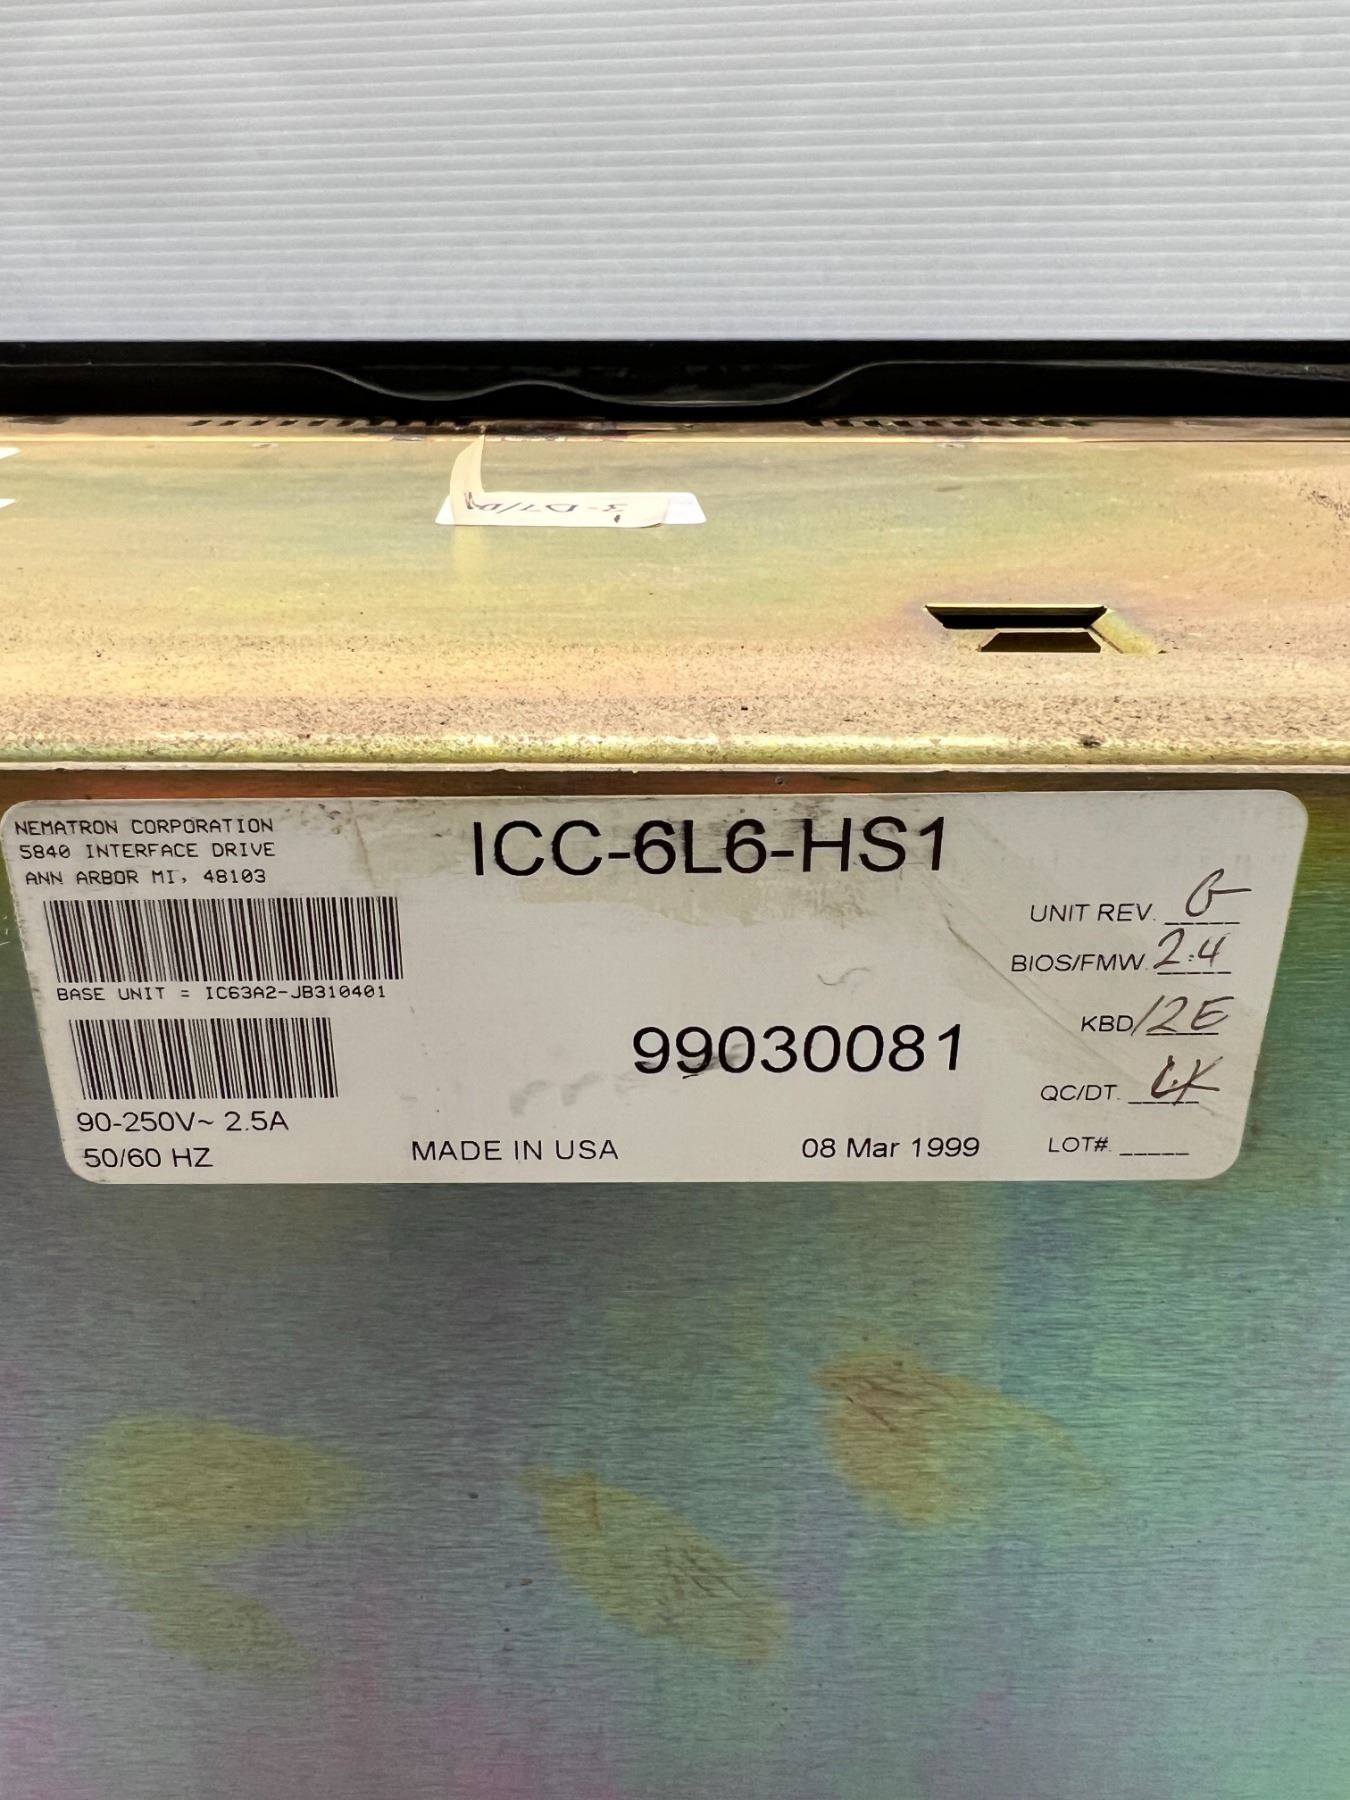 NEMATRON CORPORATION
5840 INTERFACE DRIVE
ANN ARBOR MI, 48103
ICC-6L6-HS1
UNIT REV. G
BIOS/FMW. 2.4
BASE UNIT = IC63A2-JB310401
99030081
KBD/12E
QC/DT.
90-250V~ 2.5A
50/60 HZ
MADE IN USA
08 Mar 1999
LOT#.